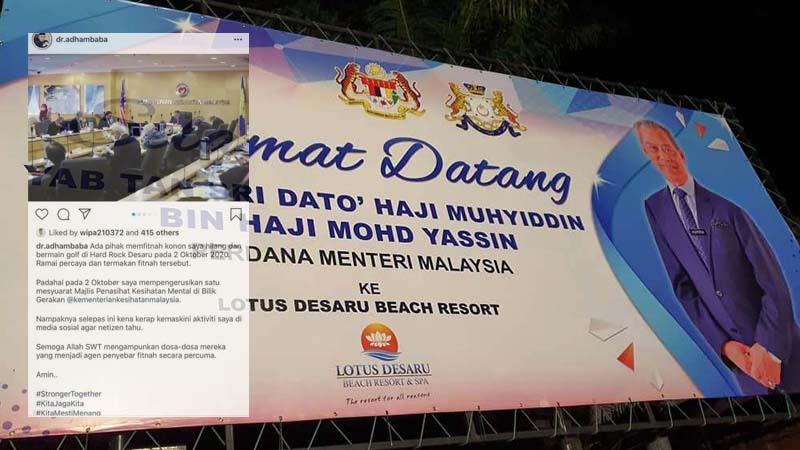 dr.adhambaba
Liked by wipa210372 and 415 others
dr.adhambaba Ada pihak memfitnah konon saya hilang dan
bermain golf di Hard Rock Desaru pada 2 Oktober 2020.
Ramai percaya dan termakan fitnah tersebut.
Padahal pada 2 Oktober saya mempengerusikan satu
mesyuarat Majlis Penasihat Kesihatan Mental di Bilik
Gerakan @kementeriankesihatanmalaysia.
Nampaknya selepas ini kena kerap kemaskini aktiviti saya di
media sosial agar netizen tahu.
Semoga Allah SWT mengampunkan dosa-dosa mereka
yang menjadi agen penyebar fitnah secara percuma.
Amin..
#StrongerTogether
#KitaJagaKita
#KitaMestiMenang
Selamat Datang
YAB TAN SRI DATO' HAJI MUHYIDDIN
BIN HAJI MOHD YASSIN
PERDANA MENTERI MALAYSIA
KE
LOTUS DESARU BEACH RESORT
LOTUS DESARU
BEACH RESORT & SPA
The resort for all reasons